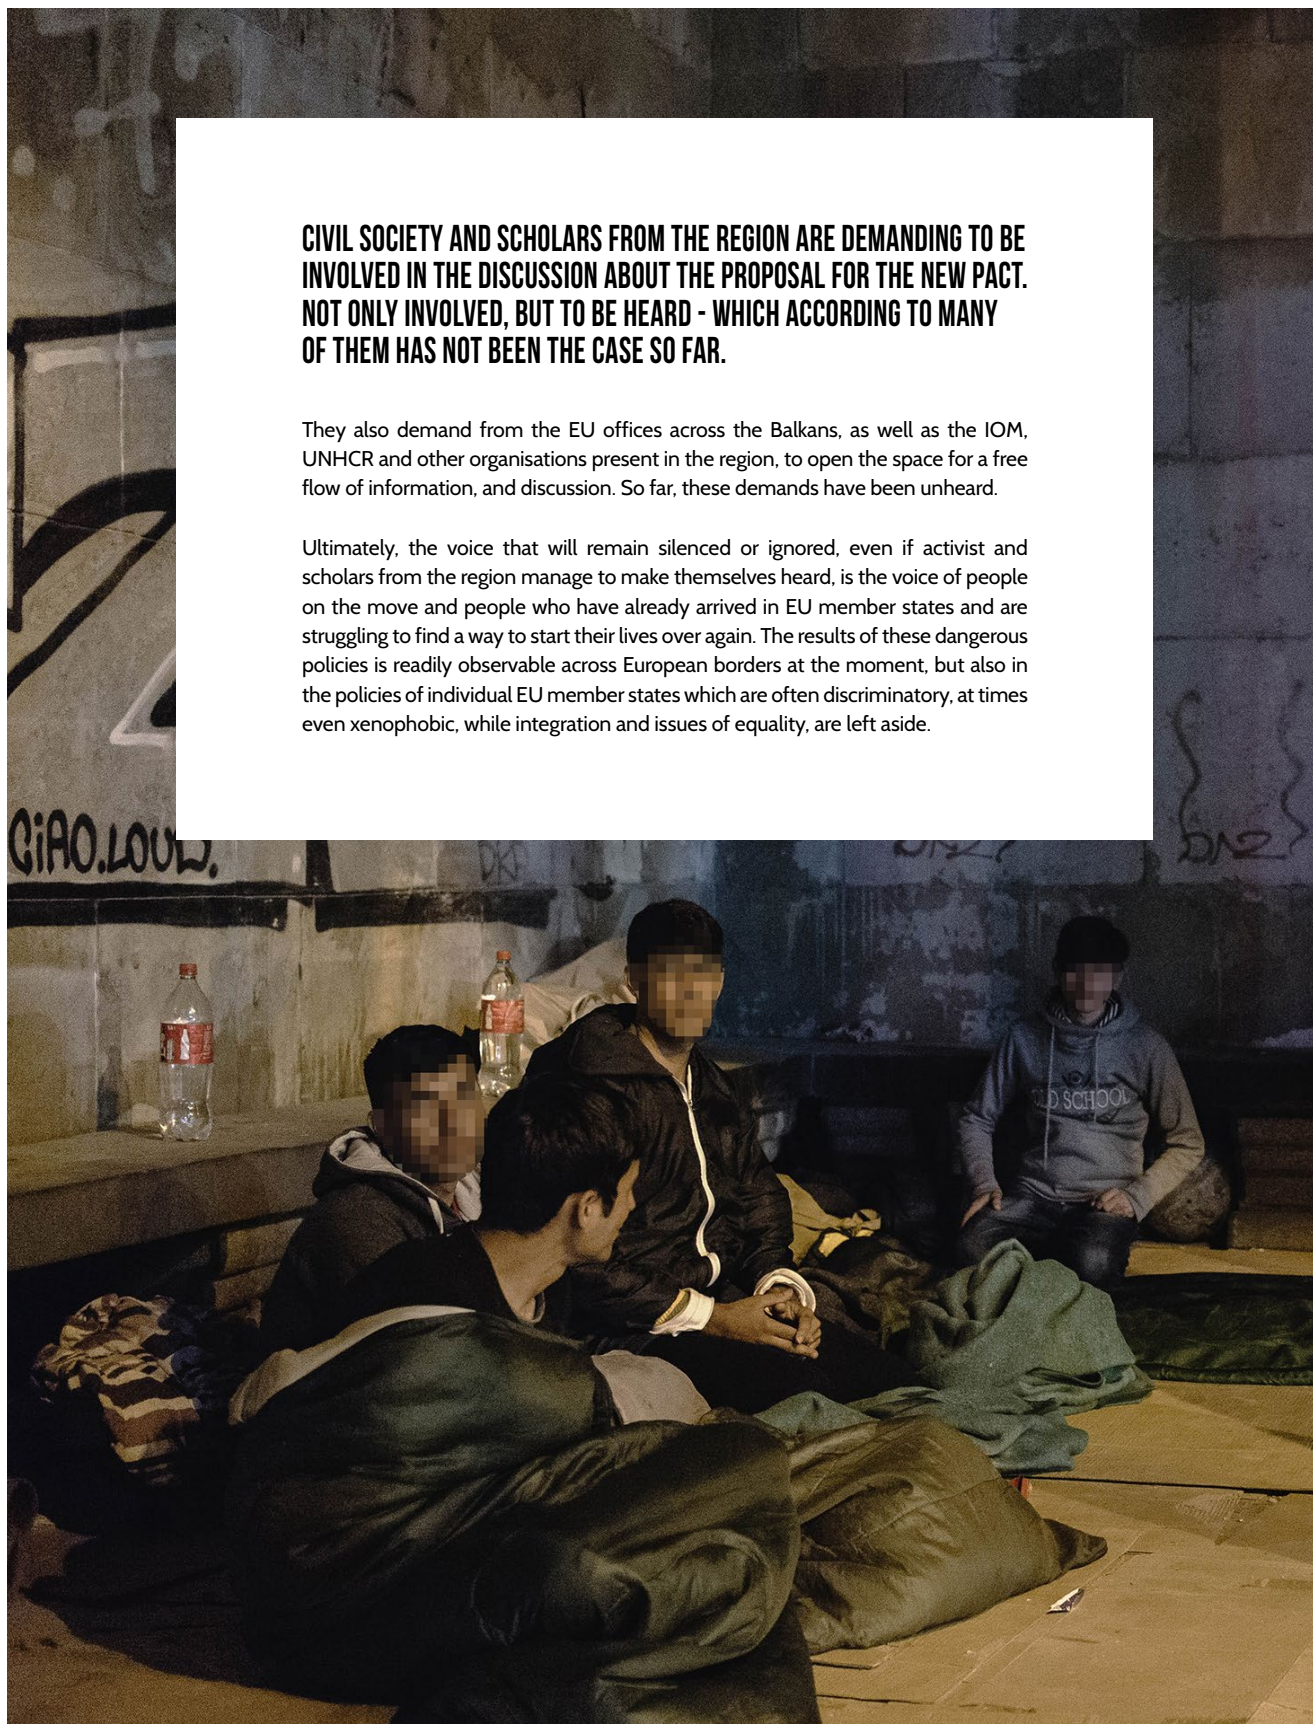 CIVIL SOCIETY AND SCHOLARS FROM THE REGION ARE DEMANDING TO BE
INVOLVED IN THE DISCUSSION ABOUT THE PROPOSAL FOR THE NEW PACT.
NOT ONLY INVOLVED, BUT TO BE HEARD - WHICH ACCORDING TO MANY
OF THEM HAS NOT BEEN THE CASE SO FAR.
They also demand from the EU offices across the Balkans, as well as the IOM,
UNHCR and other organisations present in the region, to open the space for a free
flow of information, and discussion. So far, these demands have been unheard.
Ultimately, the voice that will remain silenced or ignored, even if activist and
scholars from the region manage to make themselves heard, is the voice of people
on the move and people who have already arrived in EU member states and are
struggling to find a way to start their lives over again. The results of these dangerous
policies is readily observable across European borders at the moment, but also in
the policies of individual EU member states which are often discriminatory, at times
even xenophobic, while integration and issues of equality, are left aside.
CiAO.LOUD.
OLD SCHOOL